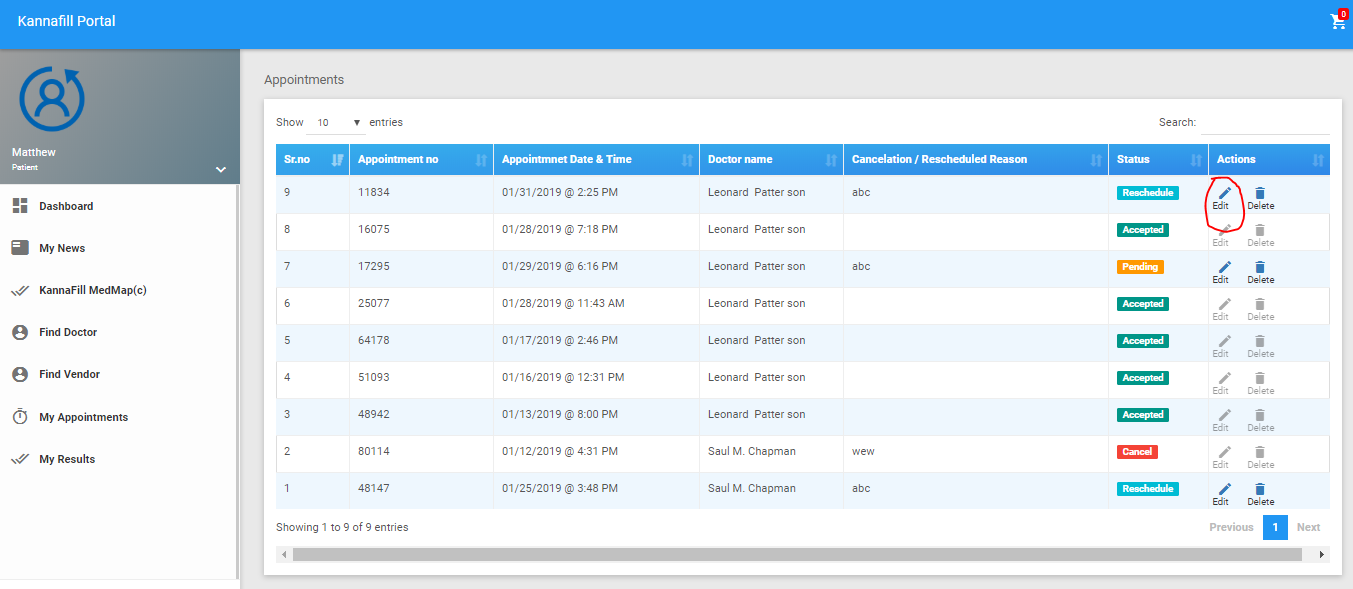 Kannafill Portal
0
Matthew
Patient
Dashboard
My News
KannaFill MedMap(c)
Find Doctor
Find Vendor
My Appointments
My Results
Appointments
Show 10 entries Search:
Sr.no Appointment no Appointmnet Date & Time Doctor name Cancelation / Rescheduled Reason Status Actions
9 11834 01/31/2019 @ 2:25 PM Leonard Patter son abc Reschedule Edit Delete
8 16075 01/28/2019 @ 7:18 PM Leonard Patter son Accepted Edit Delete
7 17295 01/29/2019 @ 6:16 PM Leonard Patter son abc Pending Edit Delete
6 25077 01/28/2019 @ 11:43 AM Leonard Patter son Accepted Edit Delete
5 64178 01/17/2019 @ 2:46 PM Leonard Patter son Accepted Edit Delete
4 51093 01/16/2019 @ 12:31 PM Leonard Patter son Accepted Edit Delete
3 48942 01/13/2019 @ 8:00 PM Leonard Patter son Accepted Edit Delete
2 80114 01/12/2019 @ 4:31 PM Saul M. Chapman wew Cancel Edit Delete
1 48147 01/25/2019 @ 3:48 PM Saul M. Chapman abc Reschedule Edit Delete
Showing 1 to 9 of 9 entries Previous 1 Next